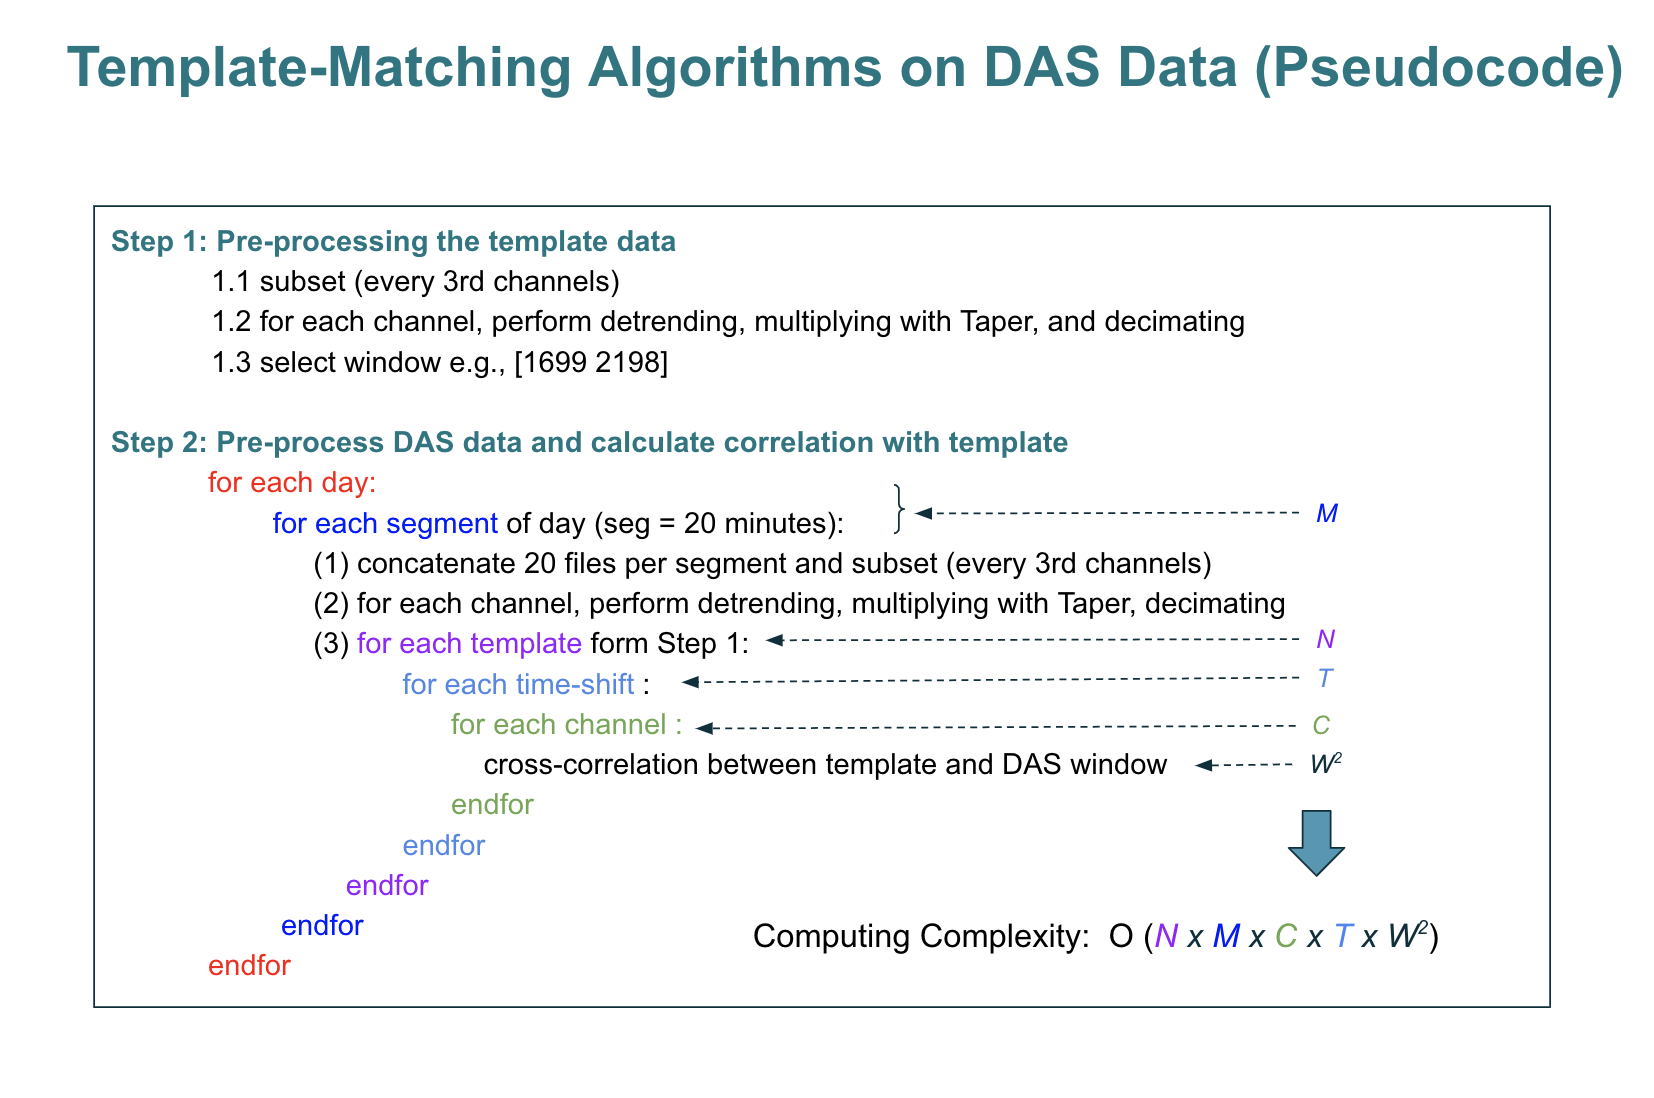 Template-Matching Algorithms on DAS Data (Pseudocode)
Step 1: Pre-processing the template data
1.1 subset (every 3rd channels)
1.2 for each channel, perform detrending, multiplying with Taper, and decimating
1.3 select window e.g., [1699 2198]
Step 2: Pre-process DAS data and calculate correlation with template
for each day:
for each segment of day (seg = 20 minutes):
M
(1) concatenate 20 files per segment and subset (every 3rd channels)
(2) for each channel, perform detrending, multiplying with Taper, decimating
(3) for each template form Step 1:
N
for each time-shift :
T
for each channel :
C
cross-correlation between template and DAS window
W²
endfor
endfor
endfor
endfor
Computing Complexity: O (N x M x C x T x W²)
endfor